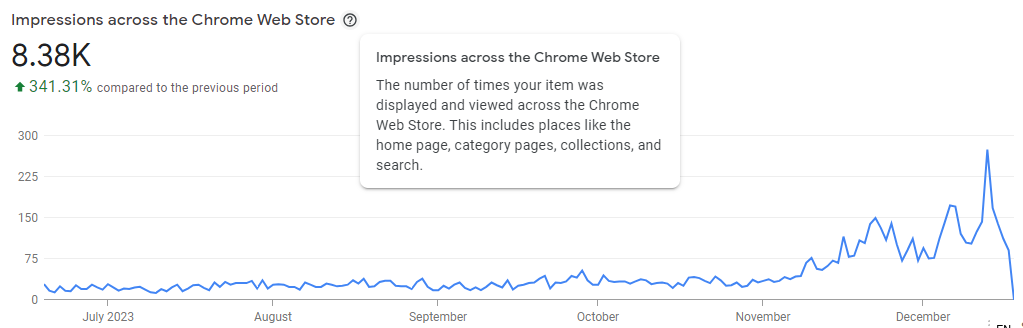 Impressions across the Chrome Web Store
8.38K
341.31% compared to the previous period
Impressions across the Chrome Web Store
The number of times your item was
displayed and viewed across the Chrome
Web Store. This includes places like the
home page, category pages, collections, and
search.
300
225
150
75
0
July 2023
August
September
October
November
December